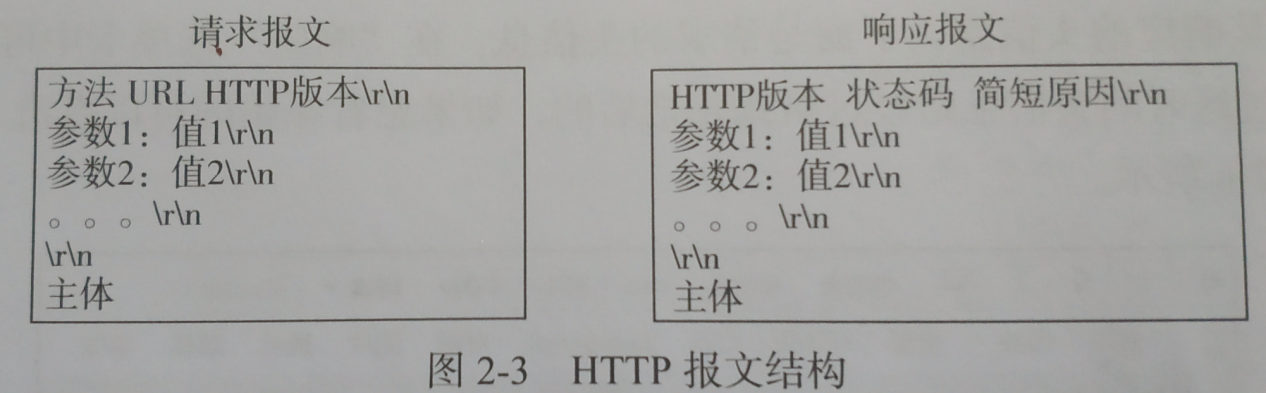 请求报文
方法 URL HTTP版本\r\n
参数1：值1\r\n
参数2：值2\r\n
。。。\r\n
\r\n
主体
响应报文
HTTP版本 状态码 简短原因\r\n
参数1：值1\r\n
参数2：值2\r\n
。。。\r\n
\r\n
主体
图 2-3 HTTP 报文结构